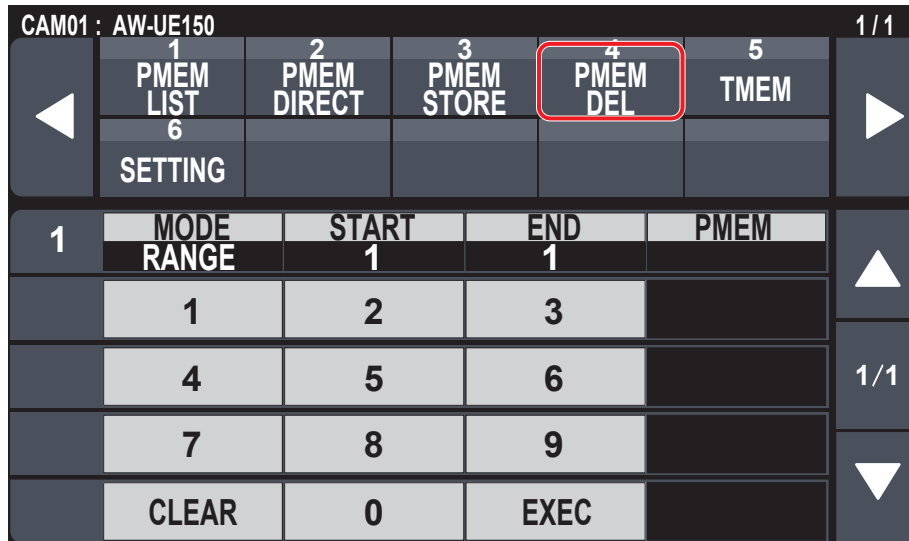 CAM01 : AW-UE150 1 / 1
1 2 3 4 5
PMEM LIST PMEM DIRECT PMEM STORE PMEM DEL TMEM
6
SETTING
1 MODE START END PMEM
RANGE 1 1
1 2 3
4 5 6 1/1
7 8 9
CLEAR 0 EXEC